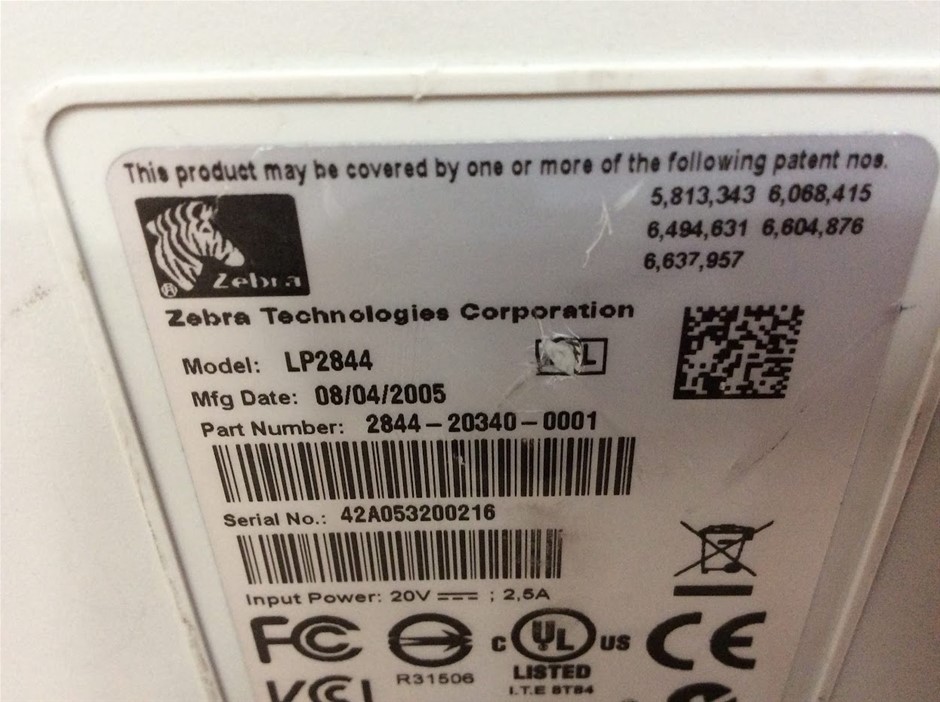 This product may be covered by one or more of the following patent nos.
5,813,343 6,068,415
6,494,631 6,604,876
6,637,957
Zebra
®
Zebra Technologies Corporation
Model: LP2844
Mfg Date: 08/04/2005
Part Number: 2844-20340-0001
Serial No.: 42A053200216
Input Power: 20V ⎓ ; 2,5A
FC
C UL US CE
LISTED
R31506
I.T.E 8T84